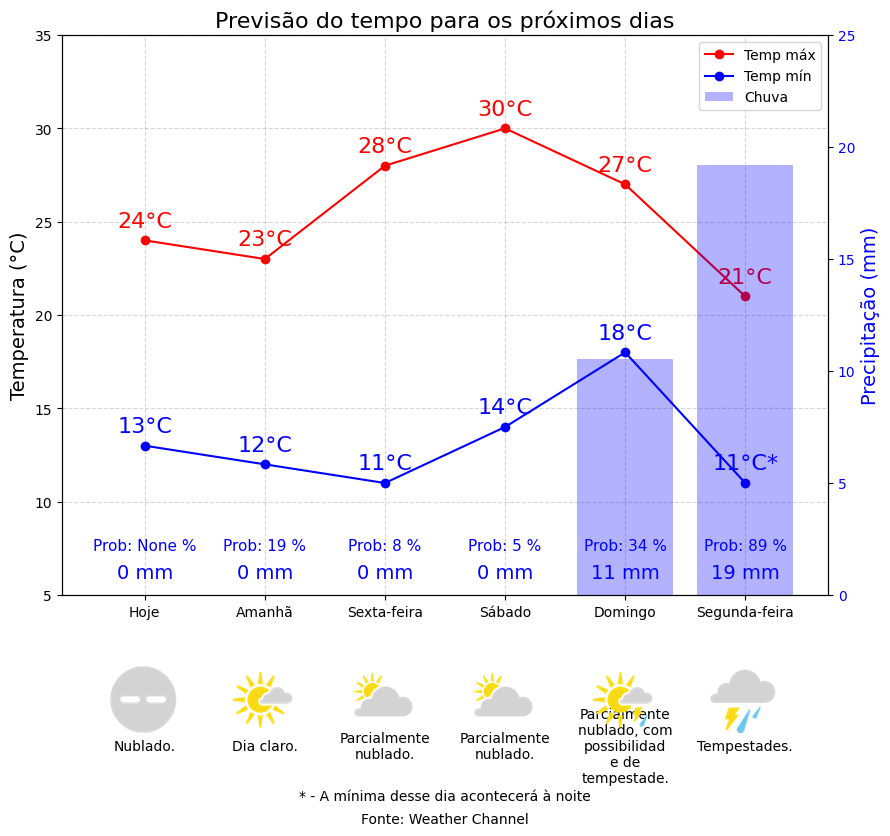 Previsão do tempo para os próximos dias
35
30
25
20
15
10
5
Temperatura (°C)
25
20
15
10
5
0
Precipitação (mm)
Temp máx
Temp mín
Chuva
24°C
23°C
28°C
30°C
27°C
21°C
13°C
12°C
11°C
14°C
18°C
11°C*
Prob: None % Prob: 19 % Prob: 8 % Prob: 5 % Prob: 34 % Prob: 89 %
0 mm 0 mm 0 mm 0 mm 11 mm 19 mm
Hoje Amanhã Sexta-feira Sábado Domingo Segunda-feira
Nublado.
Dia claro.
Parcialmente
nublado.
Parcialmente
nublado.
Parcialmente
nublado, com
possibilidad
e de
tempestade.
Tempestades.
* - A mínima desse dia acontecerá à noite
Fonte: Weather Channel